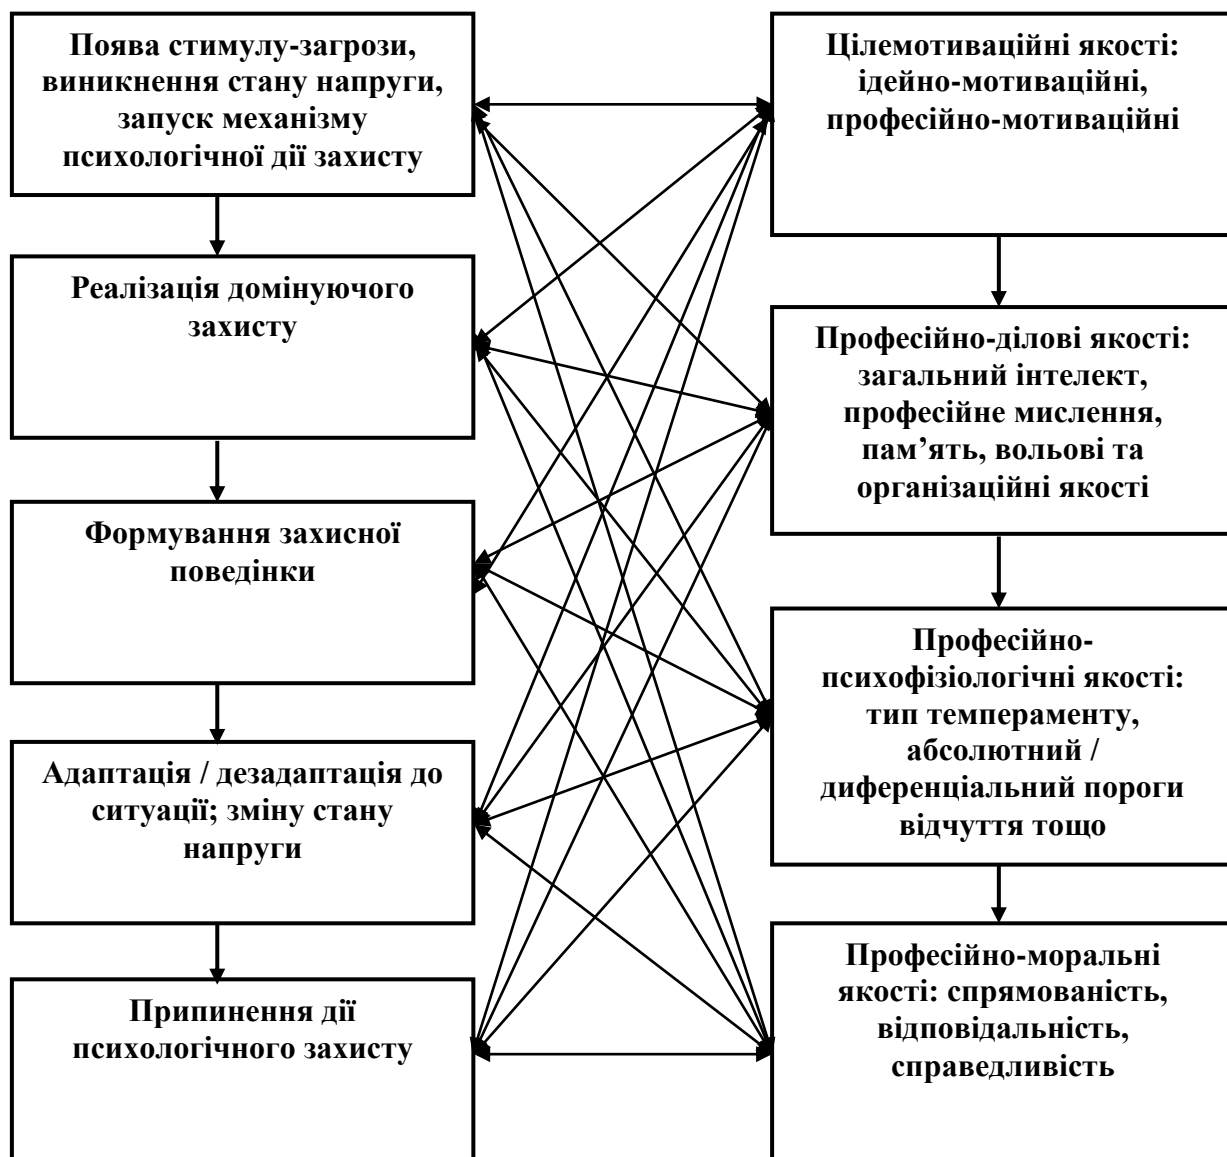 Поява стимулу-загрози,
виникнення стану напруги,
запуск механізму
психологічної дії захисту
Реалізація домінуючого
захисту
Формування захисної
поведінки
Адаптація / дезадаптація до
ситуації; зміну стану
напруги
Припинення дії
психологічного захисту
Цілемотиваційні якості:
ідейно-мотиваційні,
професійно-мотиваційні
Професійно-ділові якості:
загальний інтелект,
професійне мислення,
пам’ять, вольові та
організаційні якості
Професійно-
психофізіологічні якості:
тип темпераменту,
абсолютний /
диференціальний пороги
відчуття тощо
Професійно-моральні
якості: спрямованість,
відповідальність,
справедливість